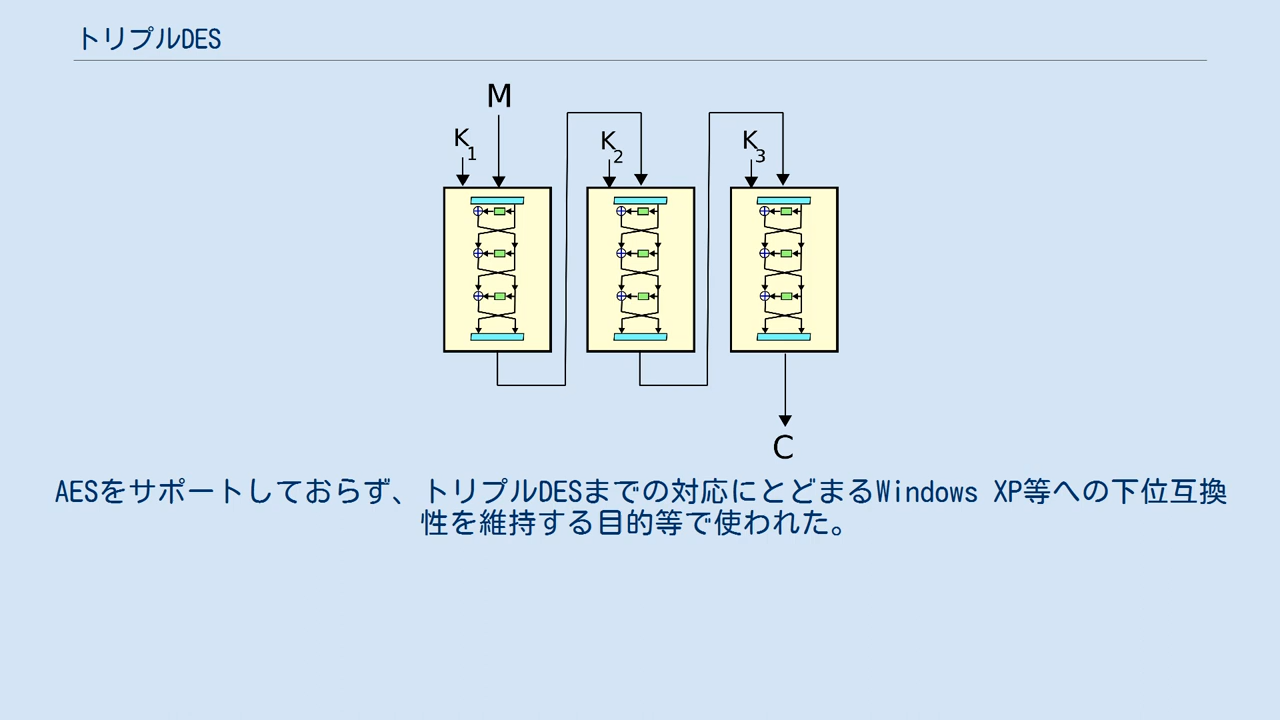 トリプルDES
M
K1
K2
K3
C
AESをサポートしておらず、トリプルDESまでの対応にとどまるWindows XP等への下位互換
性を維持する目的等で使われた。